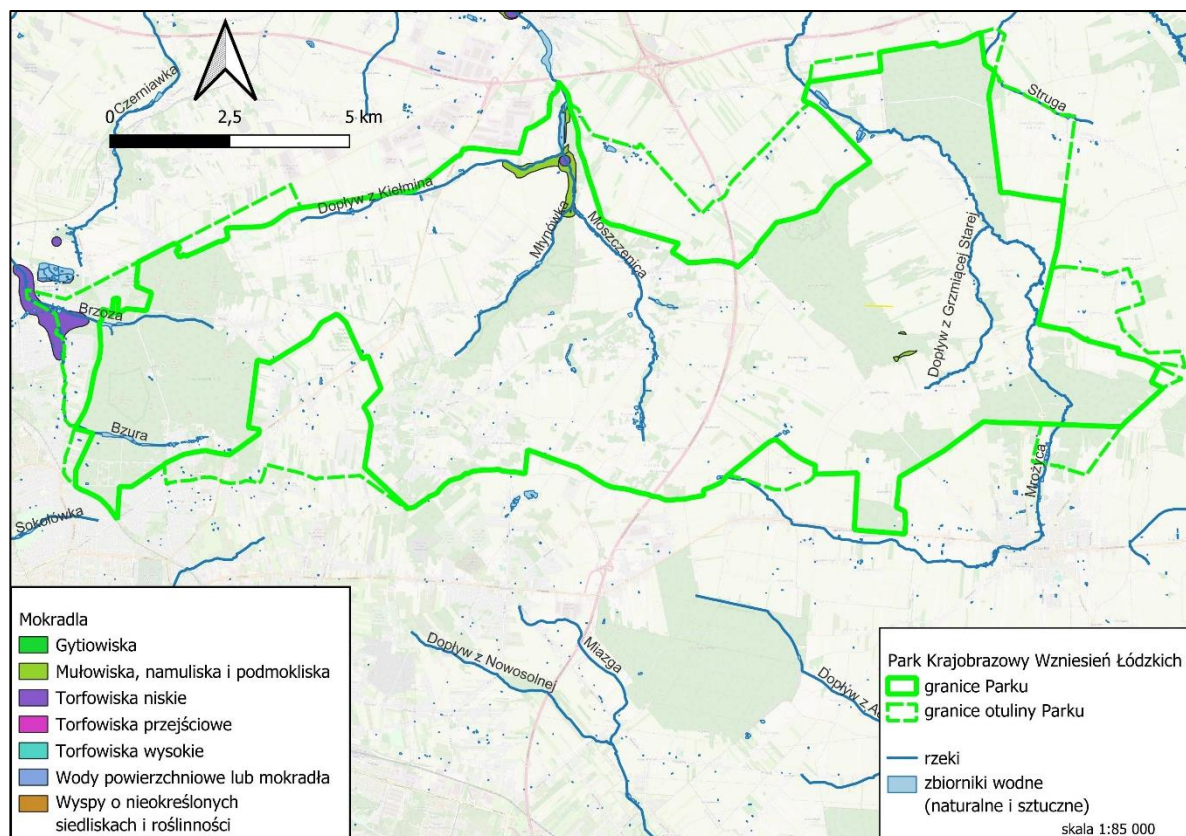 Czerniawka
0
2,5
5 km
Struga
Dopływ z Kiełmina
Młynówka
Moszczenica
Dopływ z Grzmiącej Starej
Brzoza
Bzura
Mrożyca
Sokołówka
Miazga
Dopływ z Nowosolnej
Mokradla
Gytiowiska
Mułowiska, namuliska i podmokliska
Torfowiska niskie
Torfowiska przejściowe
Torfowiska wysokie
Wody powierzchniowe lub mokradła
Wyspy o nieokreślonych
siedliskach i roślinności
Dopływ z
Park Krajobrazowy Wzniesień Łódzkich
granice Parku
granice otuliny Parku
rzeki
zbiorniki wodne
(naturalne i sztuczne)
skala 1:85 000